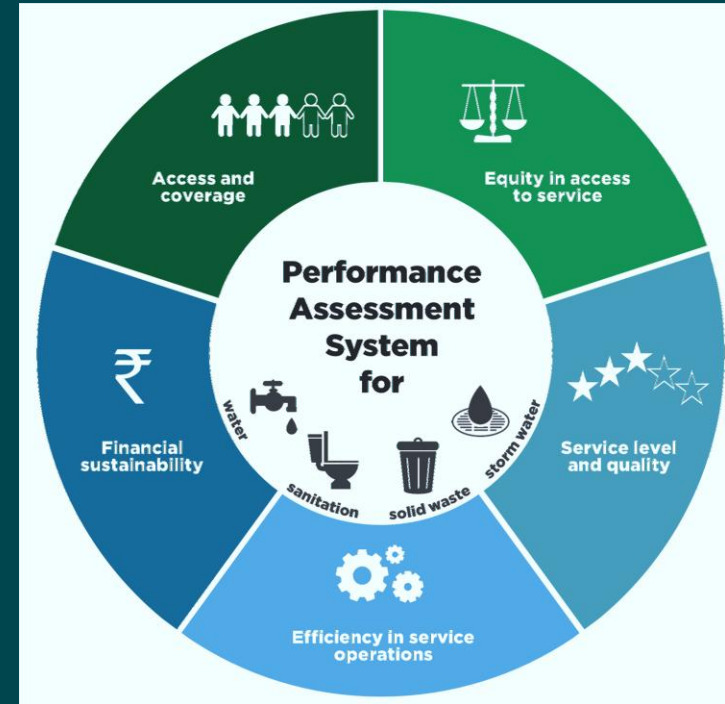 Access and
coverage
Equity in access
to service
Performance
Assessment
System
for
water
sanitation
solid waste
storm water
₹
Financial
sustainability
Service level
and quality
Efficiency in service
operations